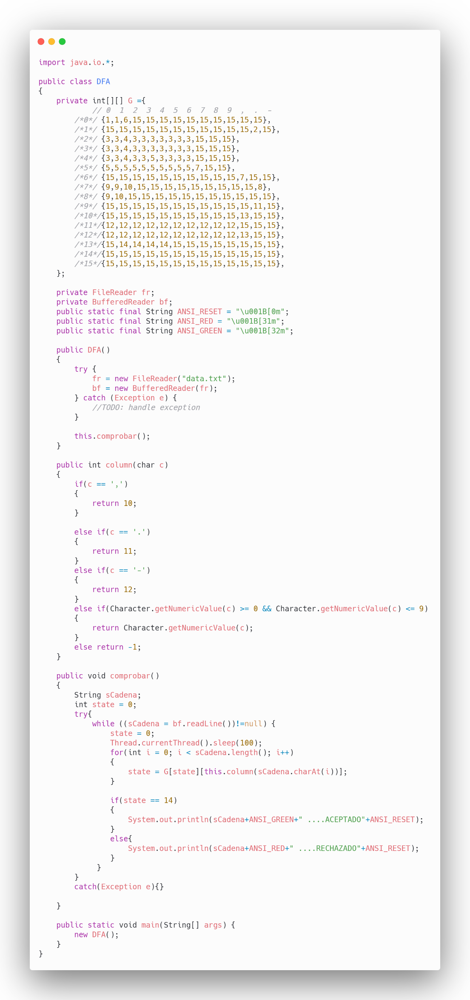 import java.io.*;
public class DFA
{
    private int[][] G ={
            // 0  1  2  3  4  5  6  7  8  9  ,  .  -
        /*0*/ {1,1,6,15,15,15,15,15,15,15,15,15,15},
        /*1*/ {15,15,15,15,15,15,15,15,15,15,15,2,15},
        /*2*/ {3,3,4,3,3,3,3,3,3,3,15,15,15},
        /*3*/ {3,3,4,3,3,3,3,3,3,3,15,15,15},
        /*4*/ {3,3,4,3,3,5,3,3,3,3,15,15,15},
        /*5*/ {5,5,5,5,5,5,5,5,5,5,7,15,15},
        /*6*/ {15,15,15,15,15,15,15,15,15,15,7,15,15},
        /*7*/ {9,9,10,15,15,15,15,15,15,15,15,15,8},
        /*8*/ {9,10,15,15,15,15,15,15,15,15,15,15,15},
        /*9*/ {15,15,15,15,15,15,15,15,15,15,15,11,15},
        /*10*/{15,15,15,15,15,15,15,15,15,15,13,15,15},
        /*11*/{12,12,12,12,12,12,12,12,12,12,15,15,15},
        /*12*/{12,12,12,12,12,12,12,12,12,12,13,15,15},
        /*13*/{15,14,14,14,14,15,15,15,15,15,15,15,15},
        /*14*/{15,15,15,15,15,15,15,15,15,15,15,15,15},
        /*15*/{15,15,15,15,15,15,15,15,15,15,15,15,15},
    };
    private FileReader fr;
    private BufferedReader bf;
    public static final String ANSI_RESET = "\u001B[0m";
    public static final String ANSI_RED = "\u001B[31m";
    public static final String ANSI_GREEN = "\u001B[32m";
    public DFA()
    {
        try {
            fr = new FileReader("data.txt");
            bf = new BufferedReader(fr);
        } catch (Exception e) {
            //TODO: handle exception
        }
        this.comprobar();
    }
    public int column(char c)
    {
        if(c == ',')
        {
            return 10;
        }
        else if(c == '.')
        {
            return 11;
        }
        else if(c == '-')
        {
            return 12;
        }
        else if(Character.getNumericValue(c) >= 0 && Character.getNumericValue(c) <= 9)
        {
            return Character.getNumericValue(c);
        }
        else return -1;
    }
    public void comprobar()
    {
        String sCadena;
        int state = 0;
        try{
            while ((sCadena = bf.readLine())!=null) {
                state = 0;
                Thread.currentThread().sleep(100);
                for(int i = 0; i < sCadena.length(); i++)
                {
                    state = G[state][this.column(sCadena.charAt(i))];
                }
                if(state == 14)
                {
                    System.out.println(sCadena+ANSI_GREEN+" ....ACEPTADO"+ANSI_RESET);
                }
                else{
                    System.out.println(sCadena+ANSI_RED+" ....RECHAZADO"+ANSI_RESET);
                }
             }
        }
        catch(Exception e){}
    }
    public static void main(String[] args) {
        new DFA();
    }
}